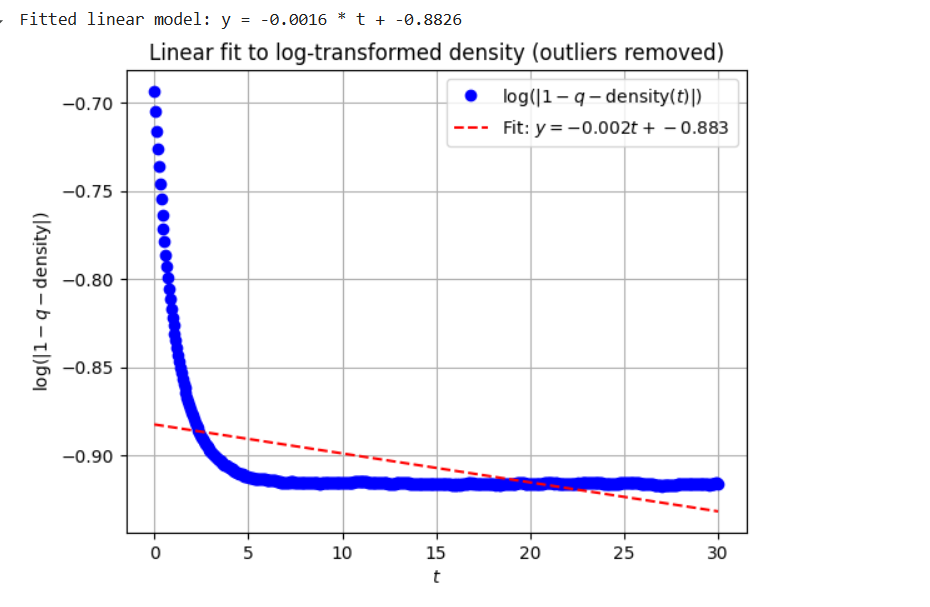 Fitted linear model: y = -0.0016 * t + -0.8826
Linear fit to log-transformed density (outliers removed)
log(|1 − q − density(t)|)
Fit: y = −0.002t + −0.883
−0.70
−0.75
−0.80
−0.85
−0.90
log(|1 − q − density|)
0 5 10 15 20 25 30
t